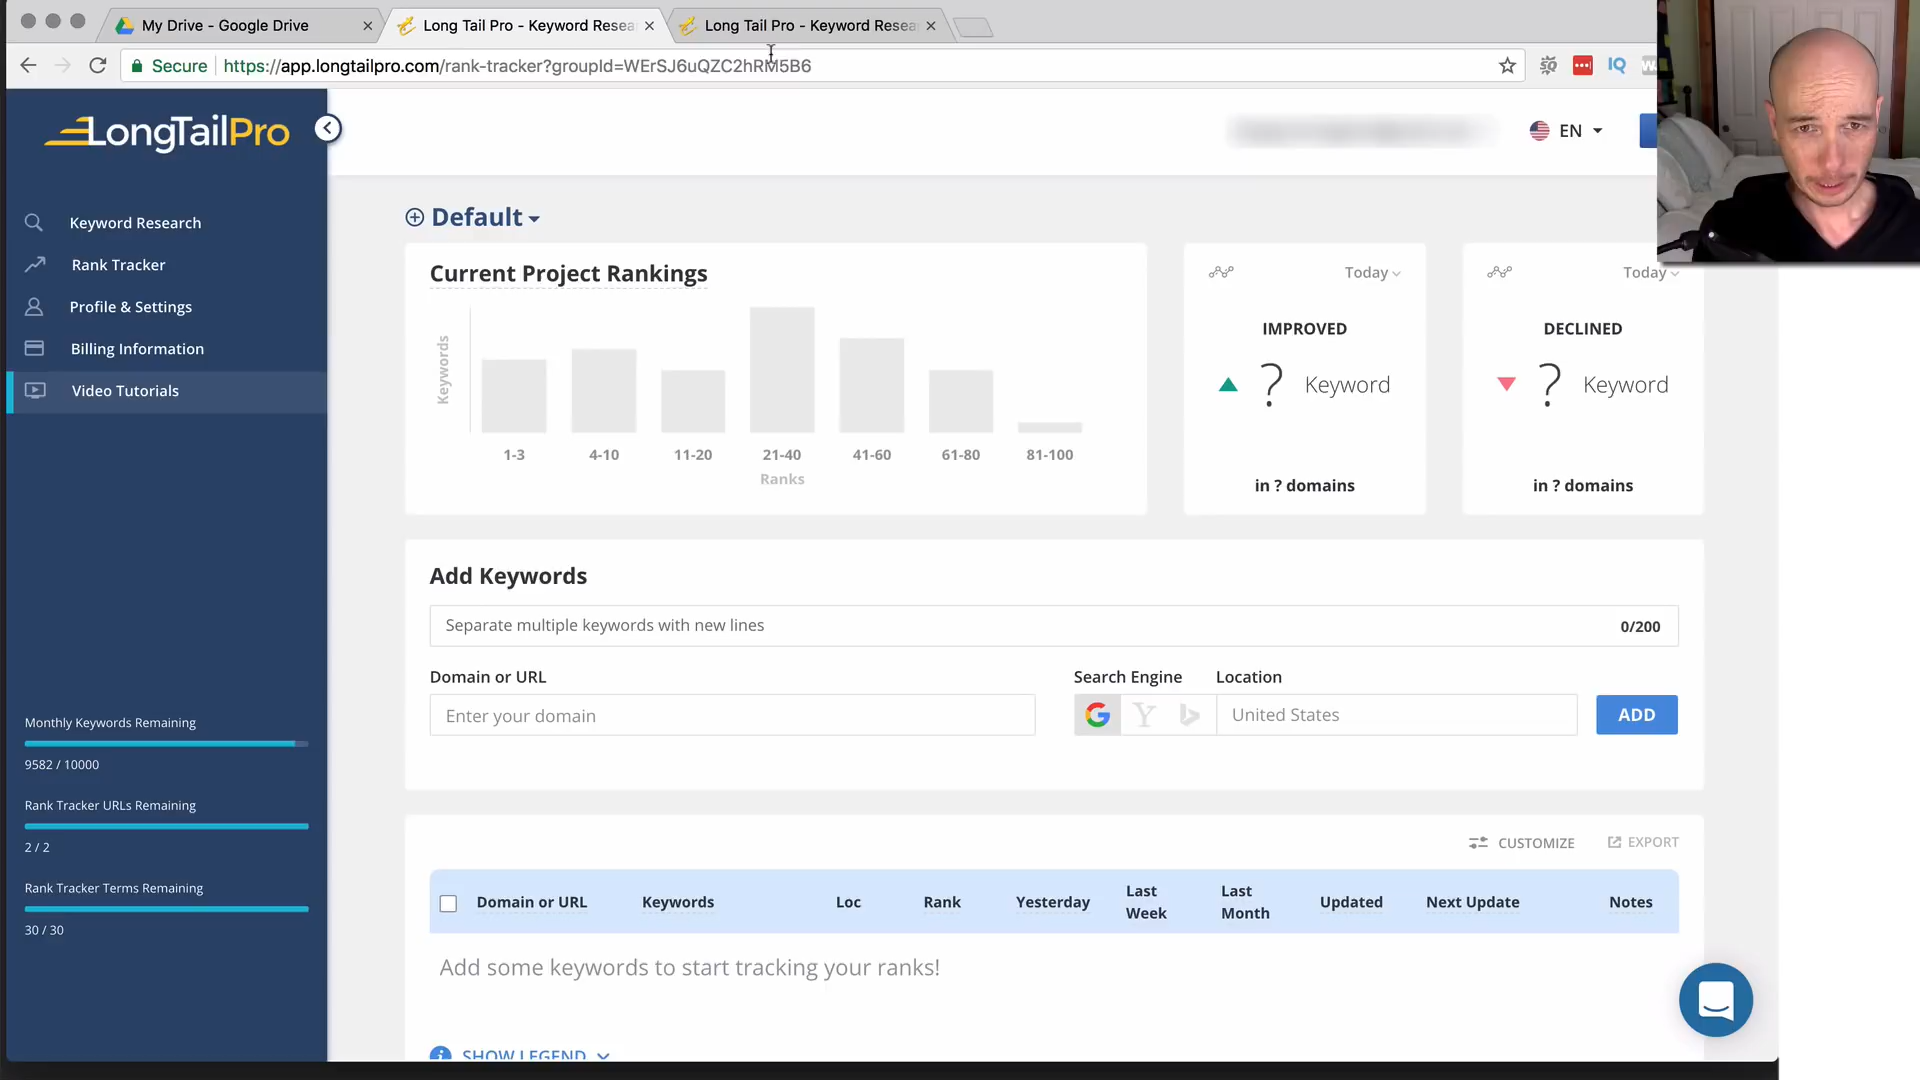 My Drive - Google Drive
Long Tail Pro - Keyword Resea
Long Tail Pro - Keyword Resea
Secure
https://app.longtailpro.com/rank-tracker?groupId=WErSJ6uQZC2hRM5B6
IQ
LongTailPro
EN
Keyword Research
Rank Tracker
Profile & Settings
Billing Information
Video Tutorials
Monthly Keywords Remaining
9582 / 10000
Rank Tracker URLs Remaining
2 / 2
Rank Tracker Terms Remaining
30 / 30
Default
Current Project Rankings
Keywords
1-3 4-10 11-20 21-40 41-60 61-80 81-100
Ranks
Today
IMPROVED
? Keyword
in ? domains
Today
DECLINED
? Keyword
in ? domains
Add Keywords
Separate multiple keywords with new lines
0/200
Domain or URL
Enter your domain
Search Engine
Location
United States
ADD
CUSTOMIZE
EXPORT
Domain or URL
Keywords
Loc
Rank
Yesterday
Last
Week
Last
Month
Updated
Next Update
Notes
Add some keywords to start tracking your ranks!
SHOW LEGEND